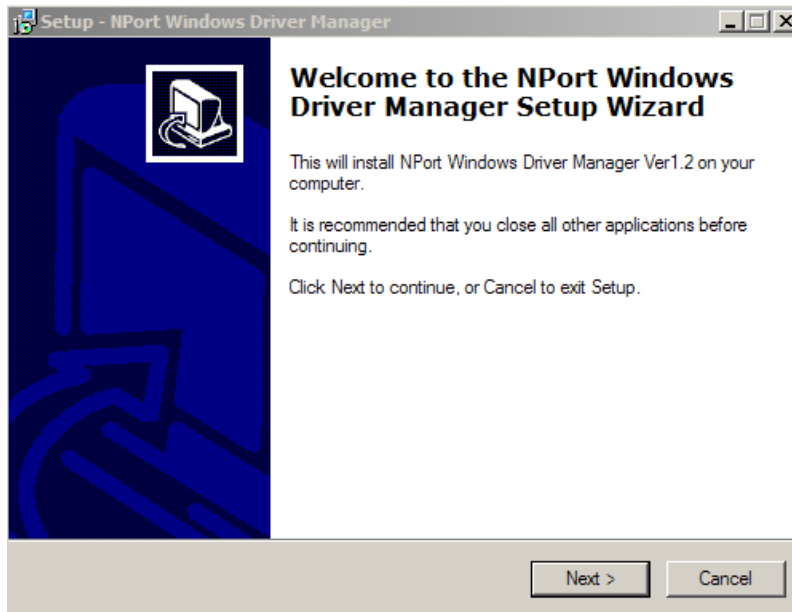 Setup - NPort Windows Driver Manager
Welcome to the NPort Windows
Driver Manager Setup Wizard
This will install NPort Windows Driver Manager Ver1.2 on your
computer.
It is recommended that you close all other applications before
continuing.
Click Next to continue, or Cancel to exit Setup.
Next >
Cancel